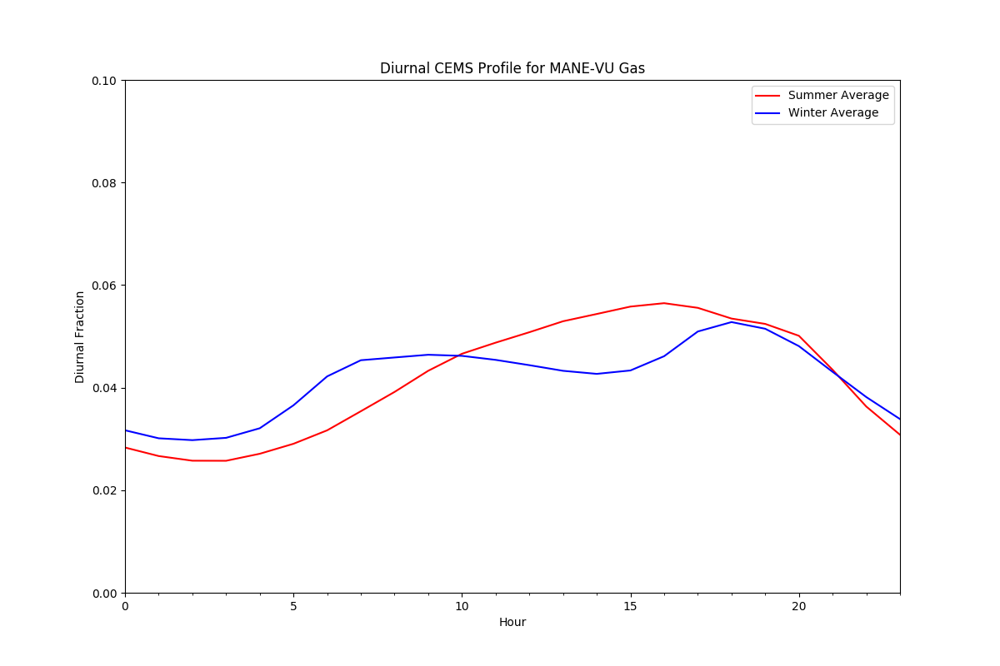 Diurnal CEMS Profile for MANE-VU Gas
Summer Average
Winter Average
0.10
0.08
0.06
0.04
0.02
0.00
Diurnal Fraction
0 5 10 15 20
Hour